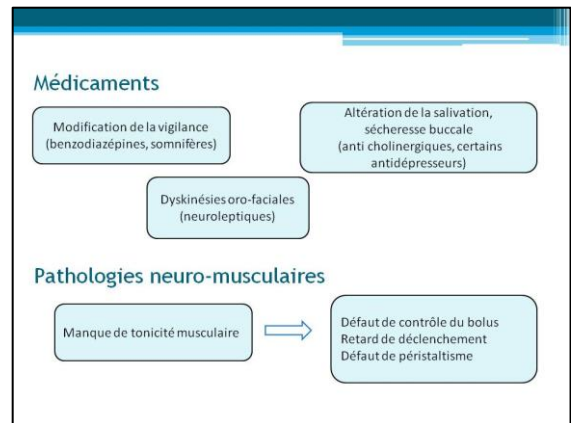 Médicaments
Modification de la vigilance
(benzodiazépines, somnifères)
Altération de la salivation,
sécheresse buccale
(anti cholinergiques, certains
antidépresseurs)
Dyskinésies oro-faciales
(neuroleptiques)
Pathologies neuro-musculaires
Manque de tonicité musculaire
Défaut de contrôle du bolus
Retard de déclenchement
Défaut de péristaltisme